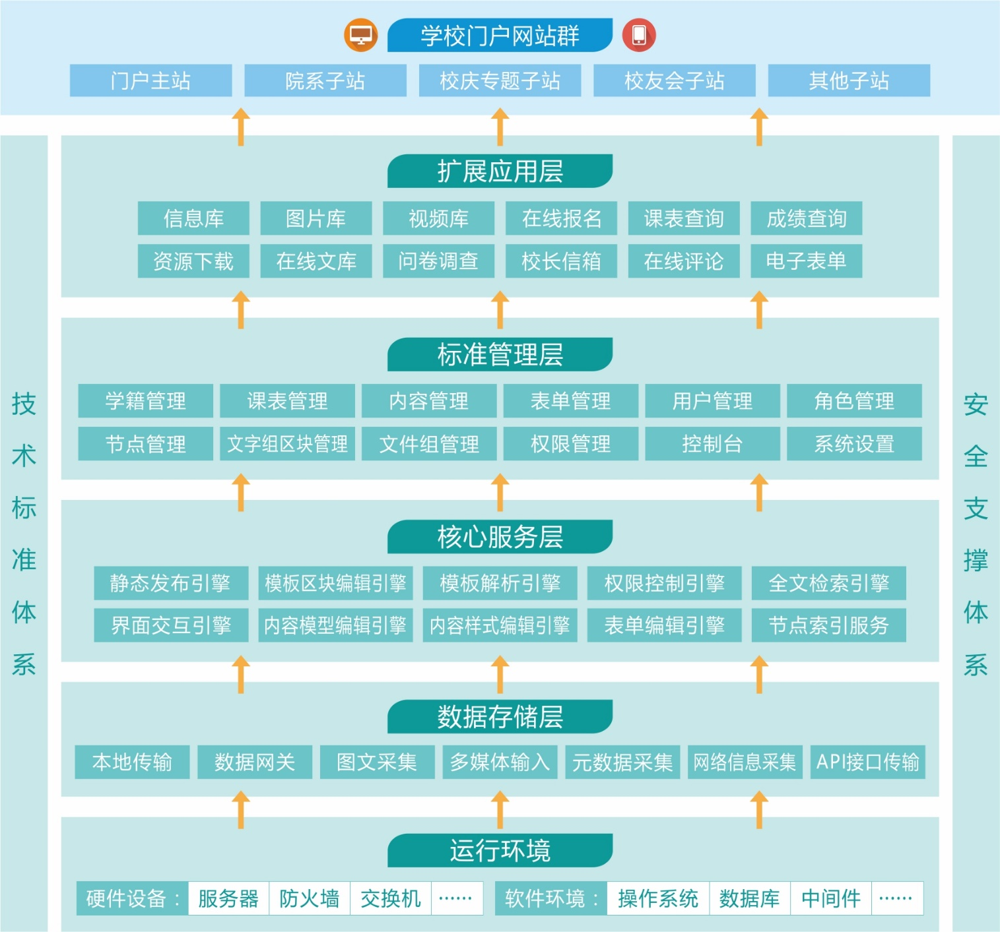 学校门户网站群
门户主站 院系子站 校庆专题子站 校友会子站 其他子站
技术标准体系
扩展应用层
信息库 图片库 视频库 在线报名 课表查询 成绩查询
资源下载 在线文库 问卷调查 校长信箱 在线评论 电子表单
标准管理层
学籍管理 课表管理 内容管理 表单管理 用户管理 角色管理
节点管理 文字组区块管理 文件组管理 权限管理 控制台 系统设置
核心服务层
静态发布引擎 模板区块编辑引擎 模板解析引擎 权限控制引擎 全文检索引擎
界面交互引擎 内容模型编辑引擎 内容样式编辑引擎 表单编辑引擎 节点索引服务
数据存储层
本地传输 数据网关 图文采集 多媒体输入 元数据采集 网络信息采集 API接口传输
运行环境
硬件设备： 服务器 防火墙 交换机 …… 软件环境： 操作系统 数据库 中间件 ……
安全支撑体系